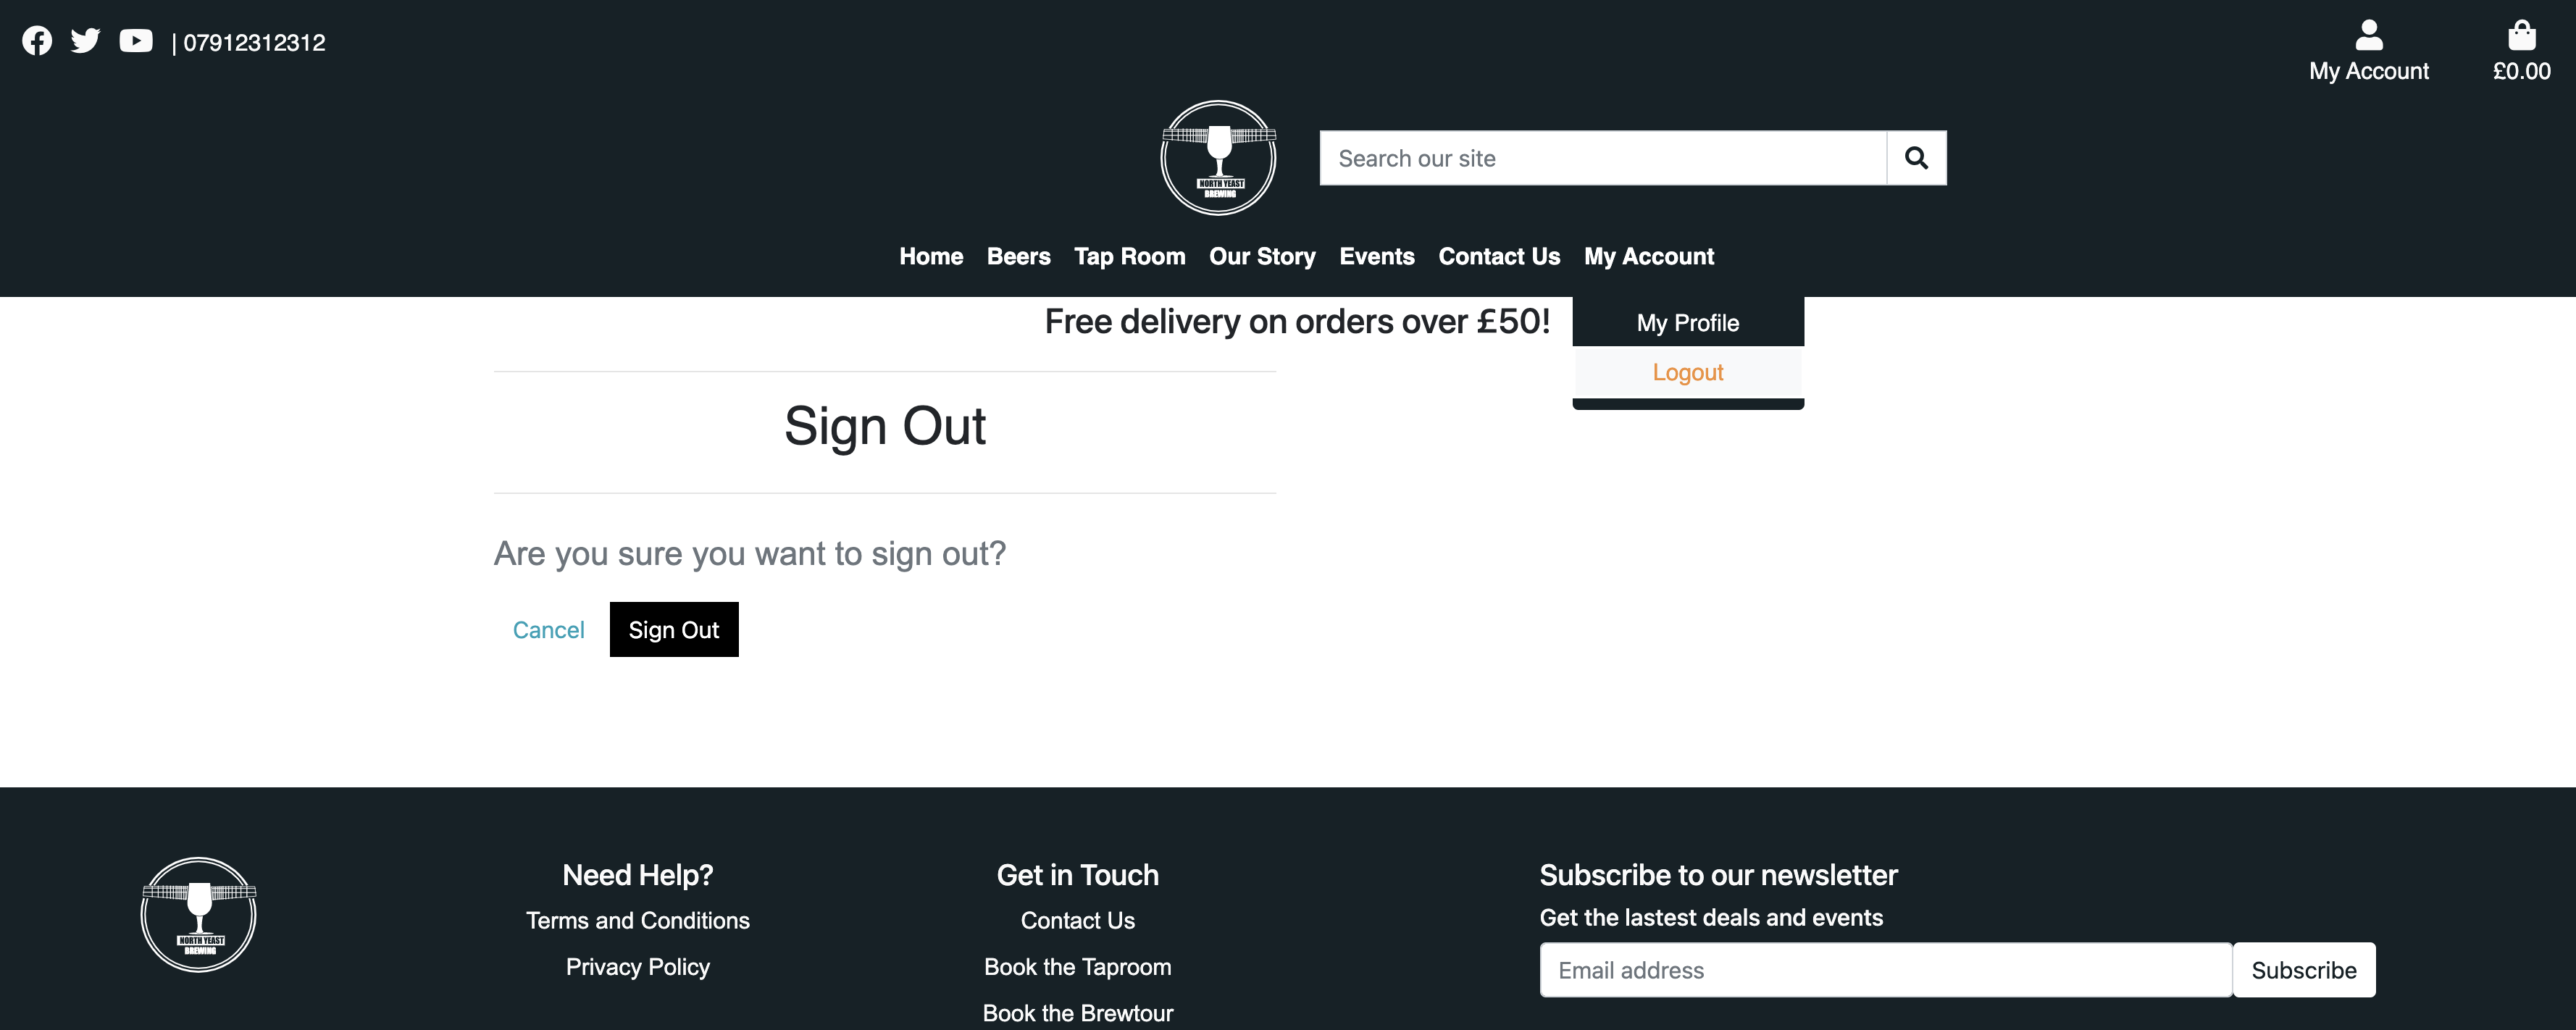 | 07912312312
My Account
£0.00
NORTH YEAST
BREWING
Search our site
Home Beers Tap Room Our Story Events Contact Us My Account
Free delivery on orders over £50!
My Profile
Logout
Sign Out
Are you sure you want to sign out?
Cancel Sign Out
NORTH YEAST
BREWING
Need Help?
Terms and Conditions
Privacy Policy
Get in Touch
Contact Us
Book the Taproom
Book the Brewtour
Subscribe to our newsletter
Get the lastest deals and events
Email address Subscribe